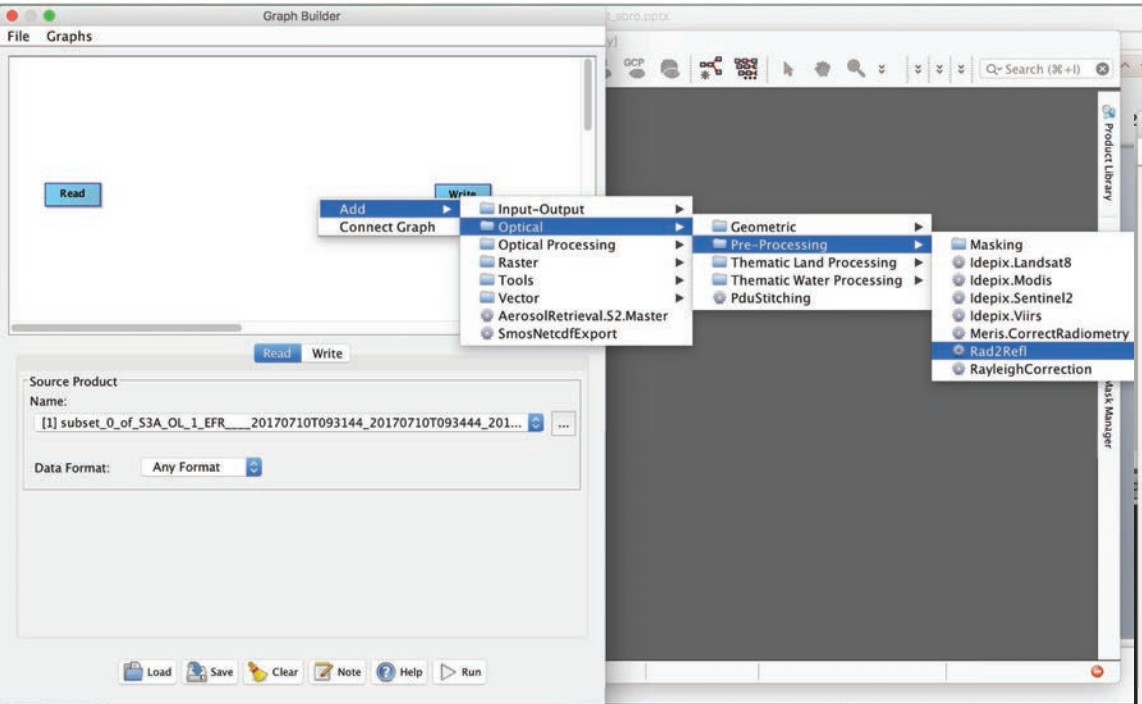 Graph Builder
t_sbro.pptx
File Graphs
y]
GCP
Search (⌘+I)
Product Library
Read
Write
Add
Connect Graph
Input-Output
Optical
Optical Processing
Raster
Tools
Vector
AerosolRetrieval.S2.Master
SmosNetcdfExport
Geometric
Pre-Processing
Thematic Land Processing
Thematic Water Processing
PduStitching
Masking
Idepix.Landsat8
Idepix.Modis
Idepix.Sentinel2
Idepix.Viirs
Meris.CorrectRadiometry
Rad2Refl
RayleighCorrection
Mask Manager
Read Write
Source Product
Name:
[1] subset_0_of_S3A_OL_1_EFR____20170710T093144_20170710T093444_201...
...
Data Format: Any Format
Load Save Clear Note Help Run